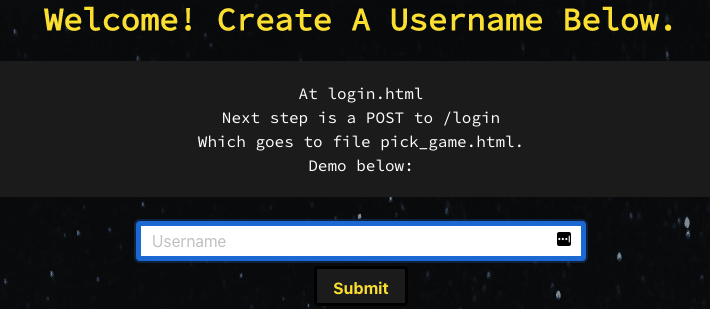 Welcome! Create A Username Below.
At login.html
Next step is a POST to /login
Which goes to file pick_game.html.
Demo below:
Username
Submit